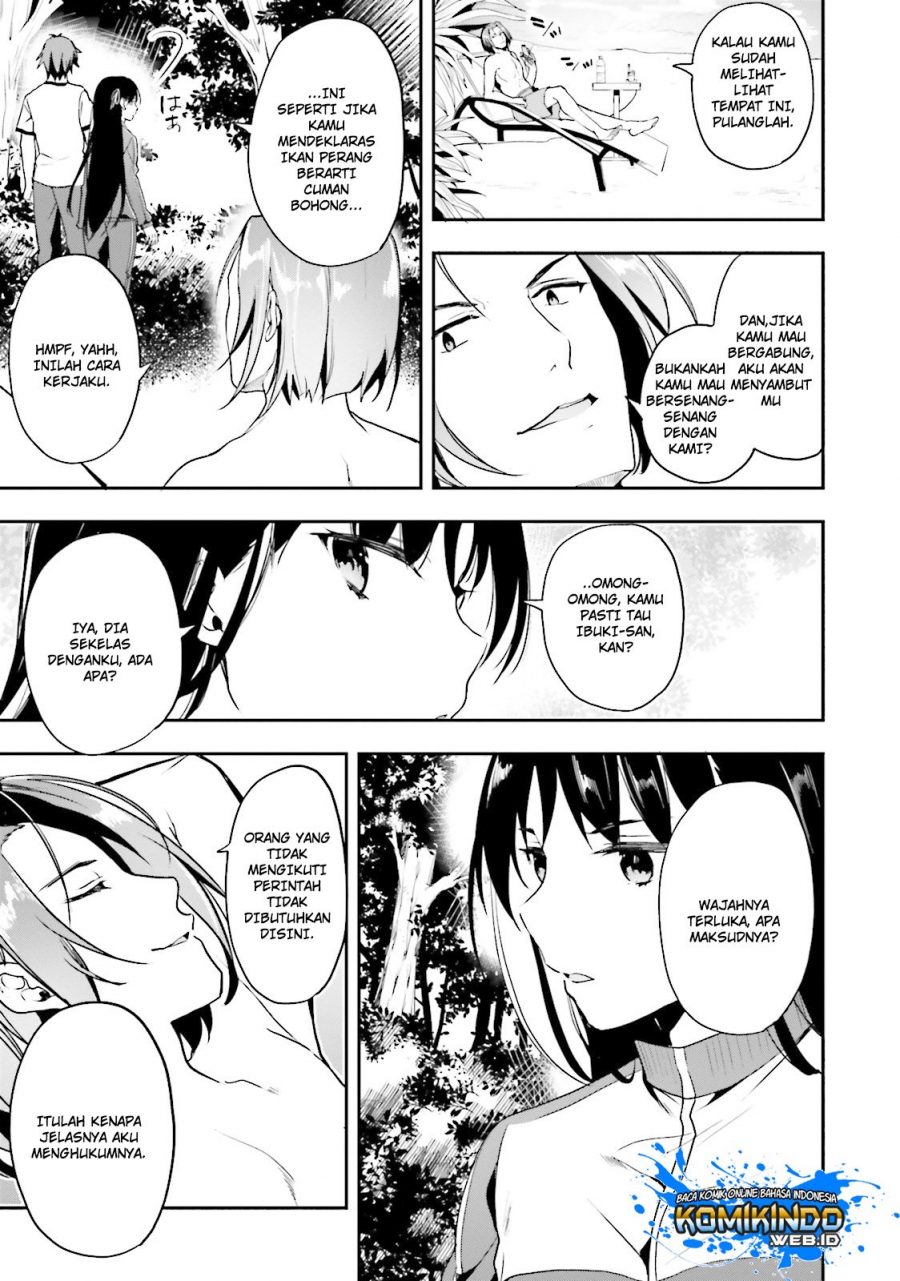 KALAU KAMU
SUDAH
MELIHAT-
LIHAT
TEMPAT INI,
PULANGLAH.
DAN,JIKA
KAMU MAU
BERGABUNG,
AKU AKAN
MENYAMBUT
MU
BUKANKAH
KAMU MAU
BERSENANG-
SENANG
DENGAN
KAMI?
...INI
SEPERTI JIKA
KAMU
MENDEKLARAS
IKAN PERANG
BERARTI
CUMAN
BOHONG...
はぁ
HMPF, YAHH,
INILAH CARA
KERJAKU.
..OMONG-
OMONG, KAMU
PASTI TAU
IBUKI-SAN,
KAN?
IYA, DIA
SEKELAS
DENGANKU, ADA
APA?
WAJAHNYA
TERLUKA, APA
MAKSUDNYA?
ORANG YANG
TIDAK
MENGIKUTI
PERINTAH
TIDAK
DIBUTUHKAN
DISINI.
ITULAH KENAPA
JELASNYA AKU
MENGHUKUMNYA.
BACA KOMIK ONLINE BAHASA INDONESIA
KOMIKINDO
WEB.ID